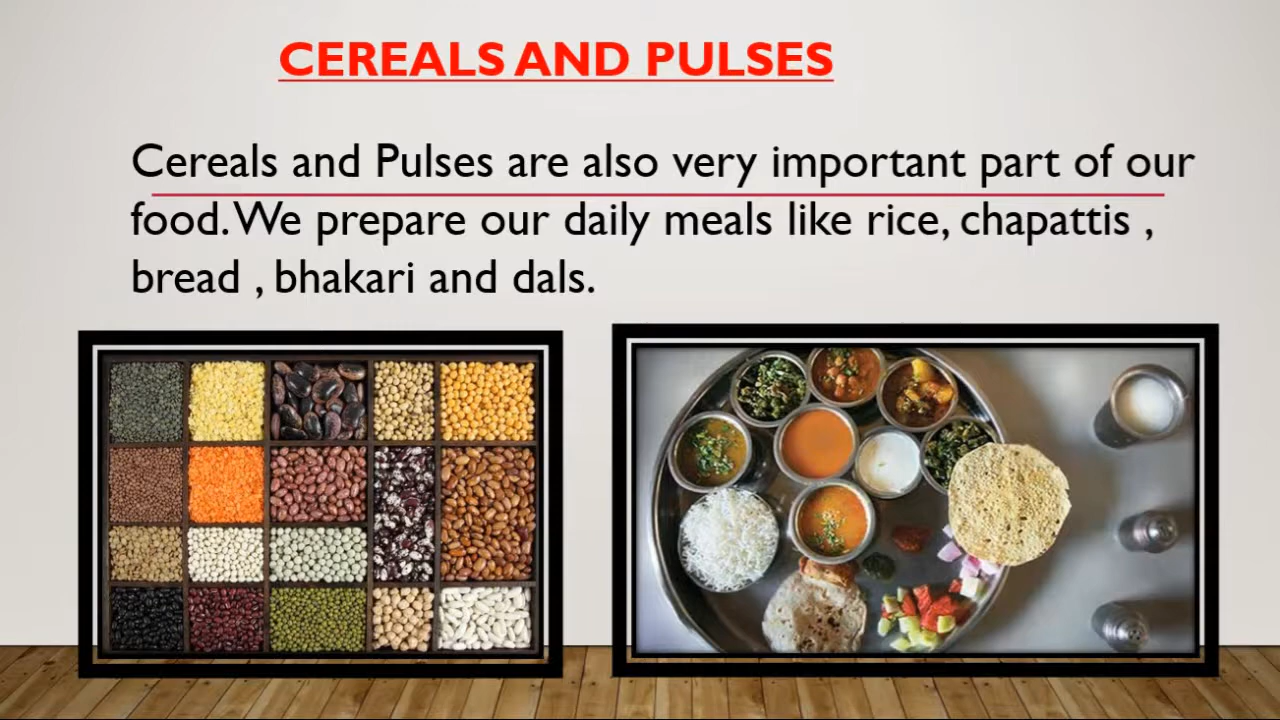 CEREALS AND PULSES
Cereals and Pulses are also very important part of our
food. We prepare our daily meals like rice, chapattis ,
bread , bhakari and dals.